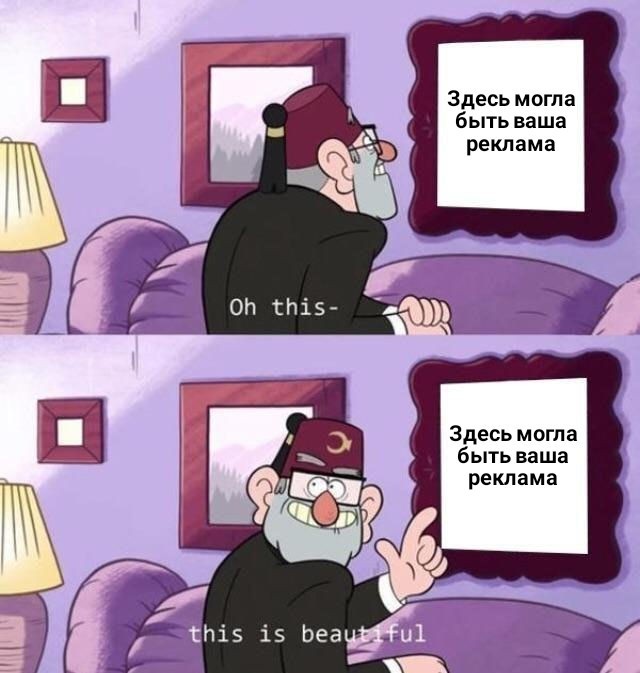 Здесь могла
быть ваша
реклама
Oh this-
Здесь могла
быть ваша
реклама
this is beautiful